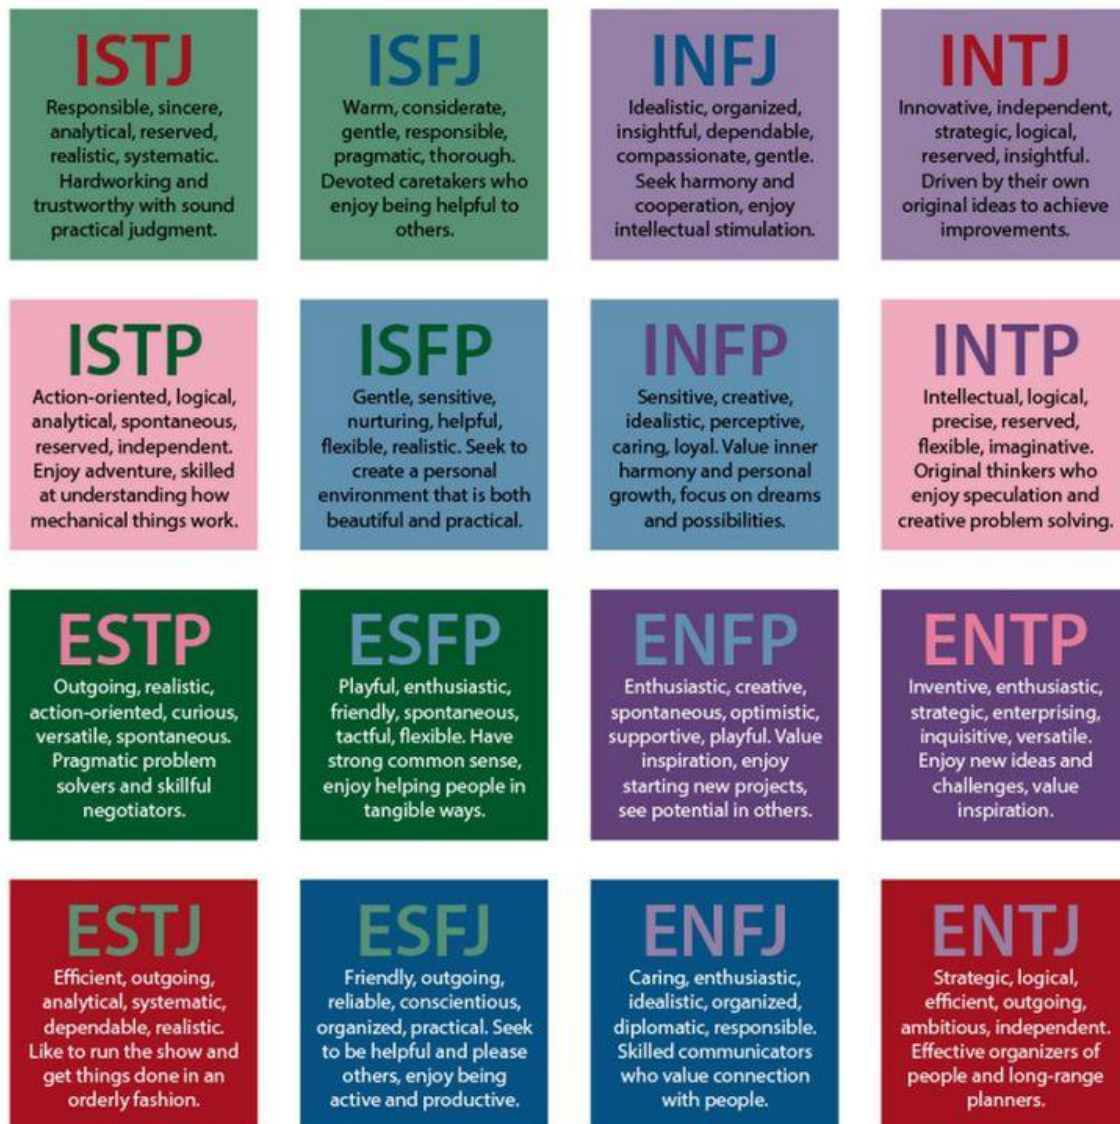 ISTJ
Responsible, sincere,
analytical, reserved,
realistic, systematic.
Hardworking and
trustworthy with sound
practical judgment.
ISFJ
Warm, considerate,
gentle, responsible,
pragmatic, thorough.
Devoted caretakers who
enjoy being helpful to
others.
INFJ
Idealistic, organized,
insightful, dependable,
compassionate, gentle.
Seek harmony and
cooperation, enjoy
intellectual stimulation.
INTJ
Innovative, independent,
strategic, logical,
reserved, insightful.
Driven by their own
original ideas to achieve
improvements.
ISTP
Action-oriented, logical,
analytical, spontaneous,
reserved, independent.
Enjoy adventure, skilled
at understanding how
mechanical things work.
ISFP
Gentle, sensitive,
nurturing, helpful,
flexible, realistic. Seek to
create a personal
environment that is both
beautiful and practical.
INFP
Sensitive, creative,
idealistic, perceptive,
caring, loyal. Value inner
harmony and personal
growth, focus on dreams
and possibilities.
INTP
Intellectual, logical,
precise, reserved,
flexible, imaginative.
Original thinkers who
enjoy speculation and
creative problem solving.
ESTP
Outgoing, realistic,
action-oriented, curious,
versatile, spontaneous.
Pragmatic problem
solvers and skillful
negotiators.
ESFP
Playful, enthusiastic,
friendly, spontaneous,
tactful, flexible. Have
strong common sense,
enjoy helping people in
tangible ways.
ENFP
Enthusiastic, creative,
spontaneous, optimistic,
supportive, playful. Value
inspiration, enjoy
starting new projects,
see potential in others.
ENTP
Inventive, enthusiastic,
strategic, enterprising,
inquisitive, versatile.
Enjoy new ideas and
challenges, value
inspiration.
ESTJ
Efficient, outgoing,
analytical, systematic,
dependable, realistic.
Like to run the show and
get things done in an
orderly fashion.
ESFJ
Friendly, outgoing,
reliable, conscientious,
organized, practical. Seek
to be helpful and please
others, enjoy being
active and productive.
ENFJ
Caring, enthusiastic,
idealistic, organized,
diplomatic, responsible.
Skilled communicators
who value connection
with people.
ENTJ
Strategic, logical,
efficient, outgoing,
ambitious, independent.
Effective organizers of
people and long-range
planners.